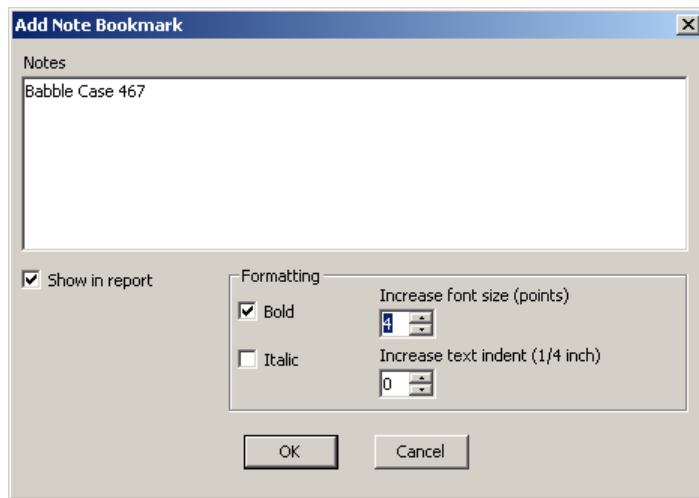 Add Note Bookmark
Notes
Babble Case 467
Show in report
Formatting
Bold
Increase font size (points)
4
Italic
Increase text indent (1/4 inch)
0
OK
Cancel